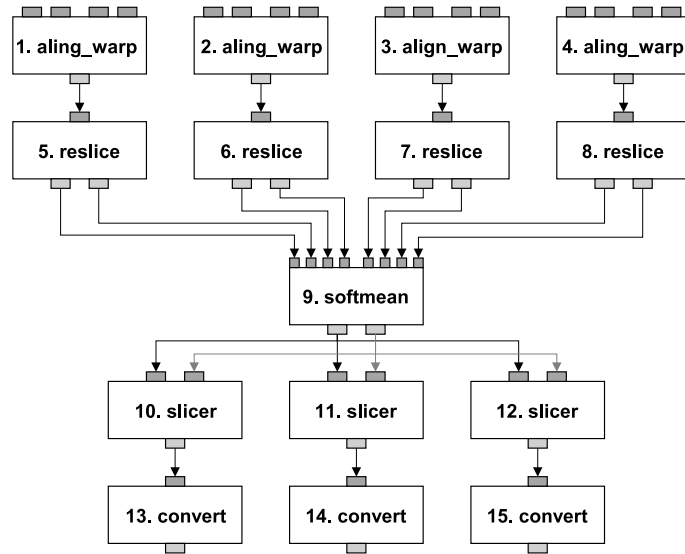 1. aling_warp
2. aling_warp
3. align_warp
4. aling_warp
5. reslice
6. reslice
7. reslice
8. reslice
9. softmean
10. slicer
11. slicer
12. slicer
13. convert
14. convert
15. convert